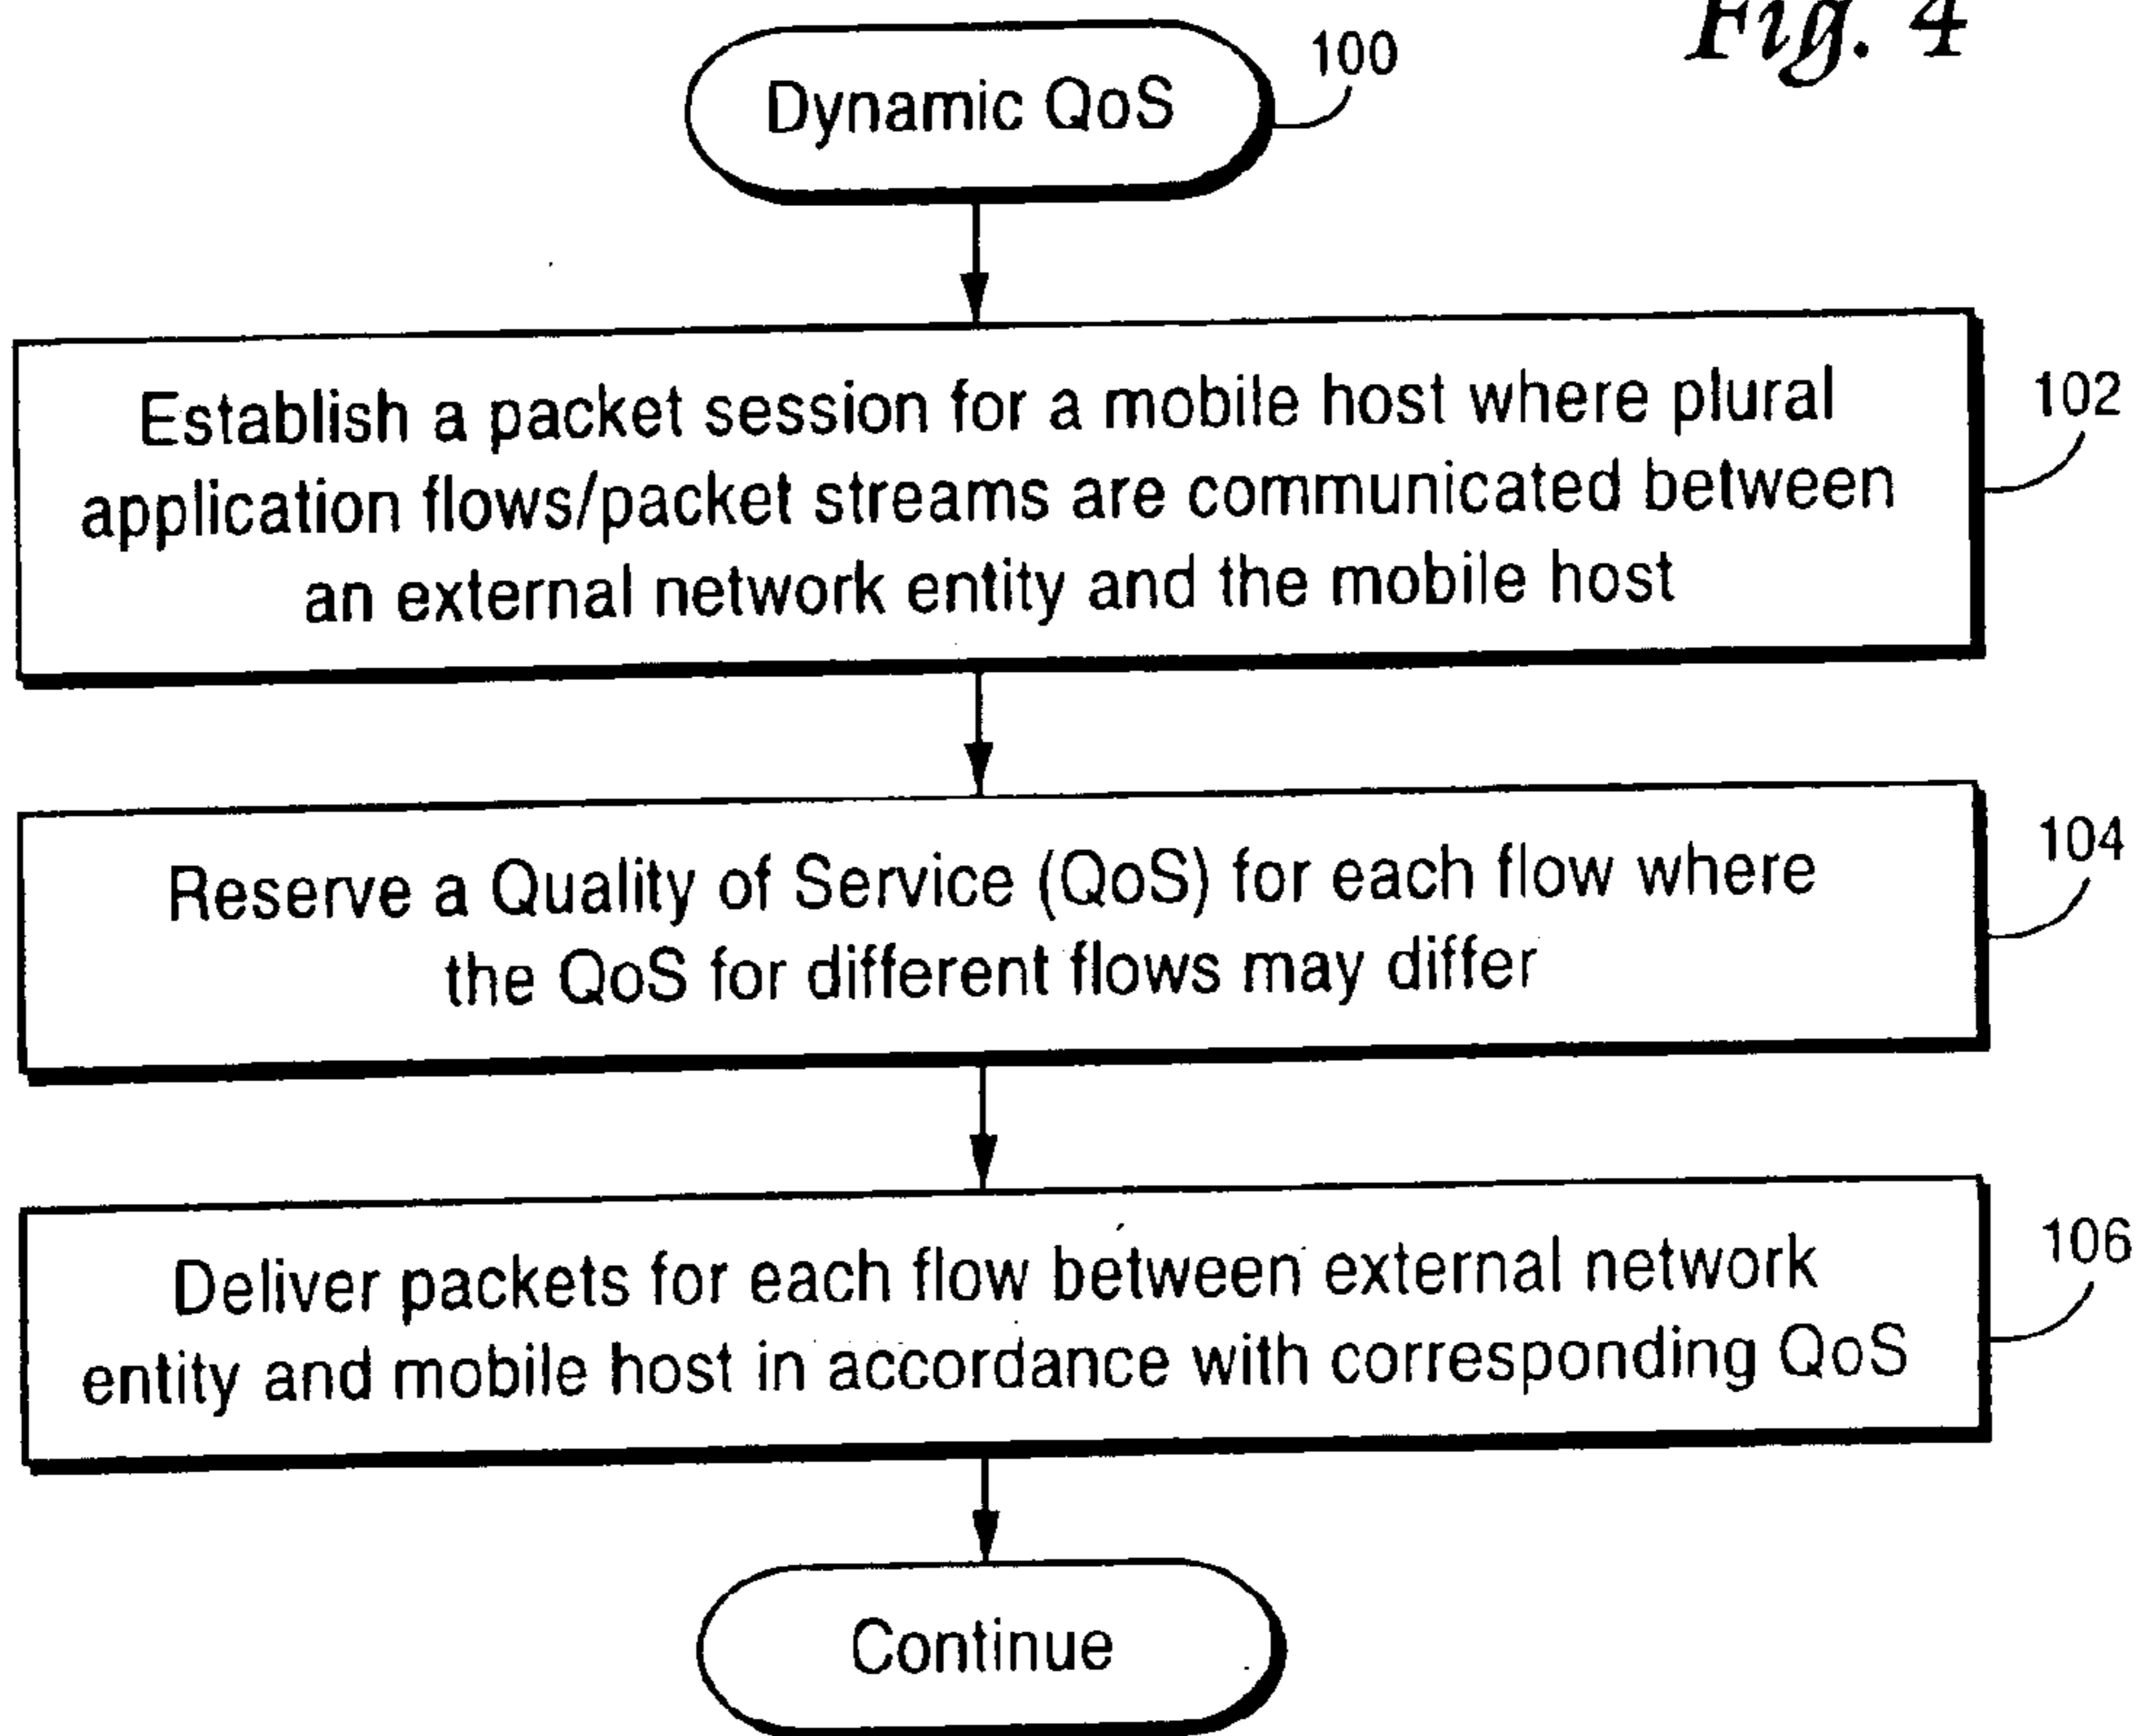 Fig. 4
Dynamic QoS
100
Establish a packet session for a mobile host where plural
application flows/packet streams are communicated between
an external network entity and the mobile host
102
Reserve a Quality of Service (QoS) for each flow where
the QoS for different flows may differ
104
Deliver packets for each flow between external network
entity and mobile host in accordance with corresponding QoS
106
Continue